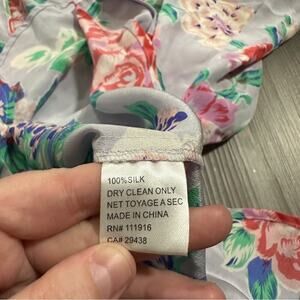 100%SILK
DRY CLEAN ONLY
NET TOYAGE A SEC
MADE IN CHINA
RN# 111916
CA# 29438